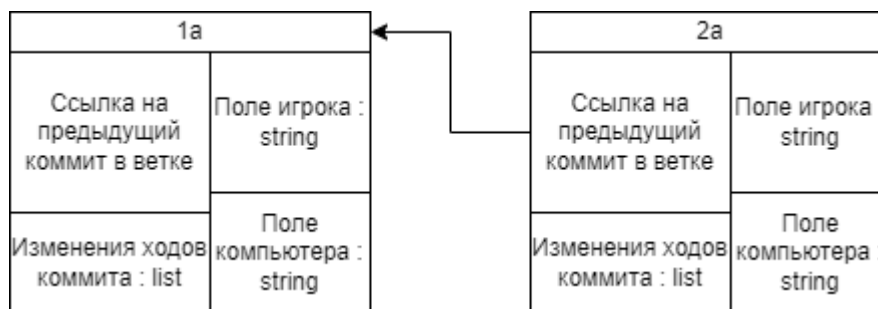 1a
Ссылка на
предыдущий
коммит в ветке
Поле игрока :
string
Изменения ходов
коммита : list
Поле
компьютера :
string
2a
Ссылка на
предыдущий
коммит в ветке
Поле игрока
string
Изменения ходов
коммита : list
Поле
компьютера :
string